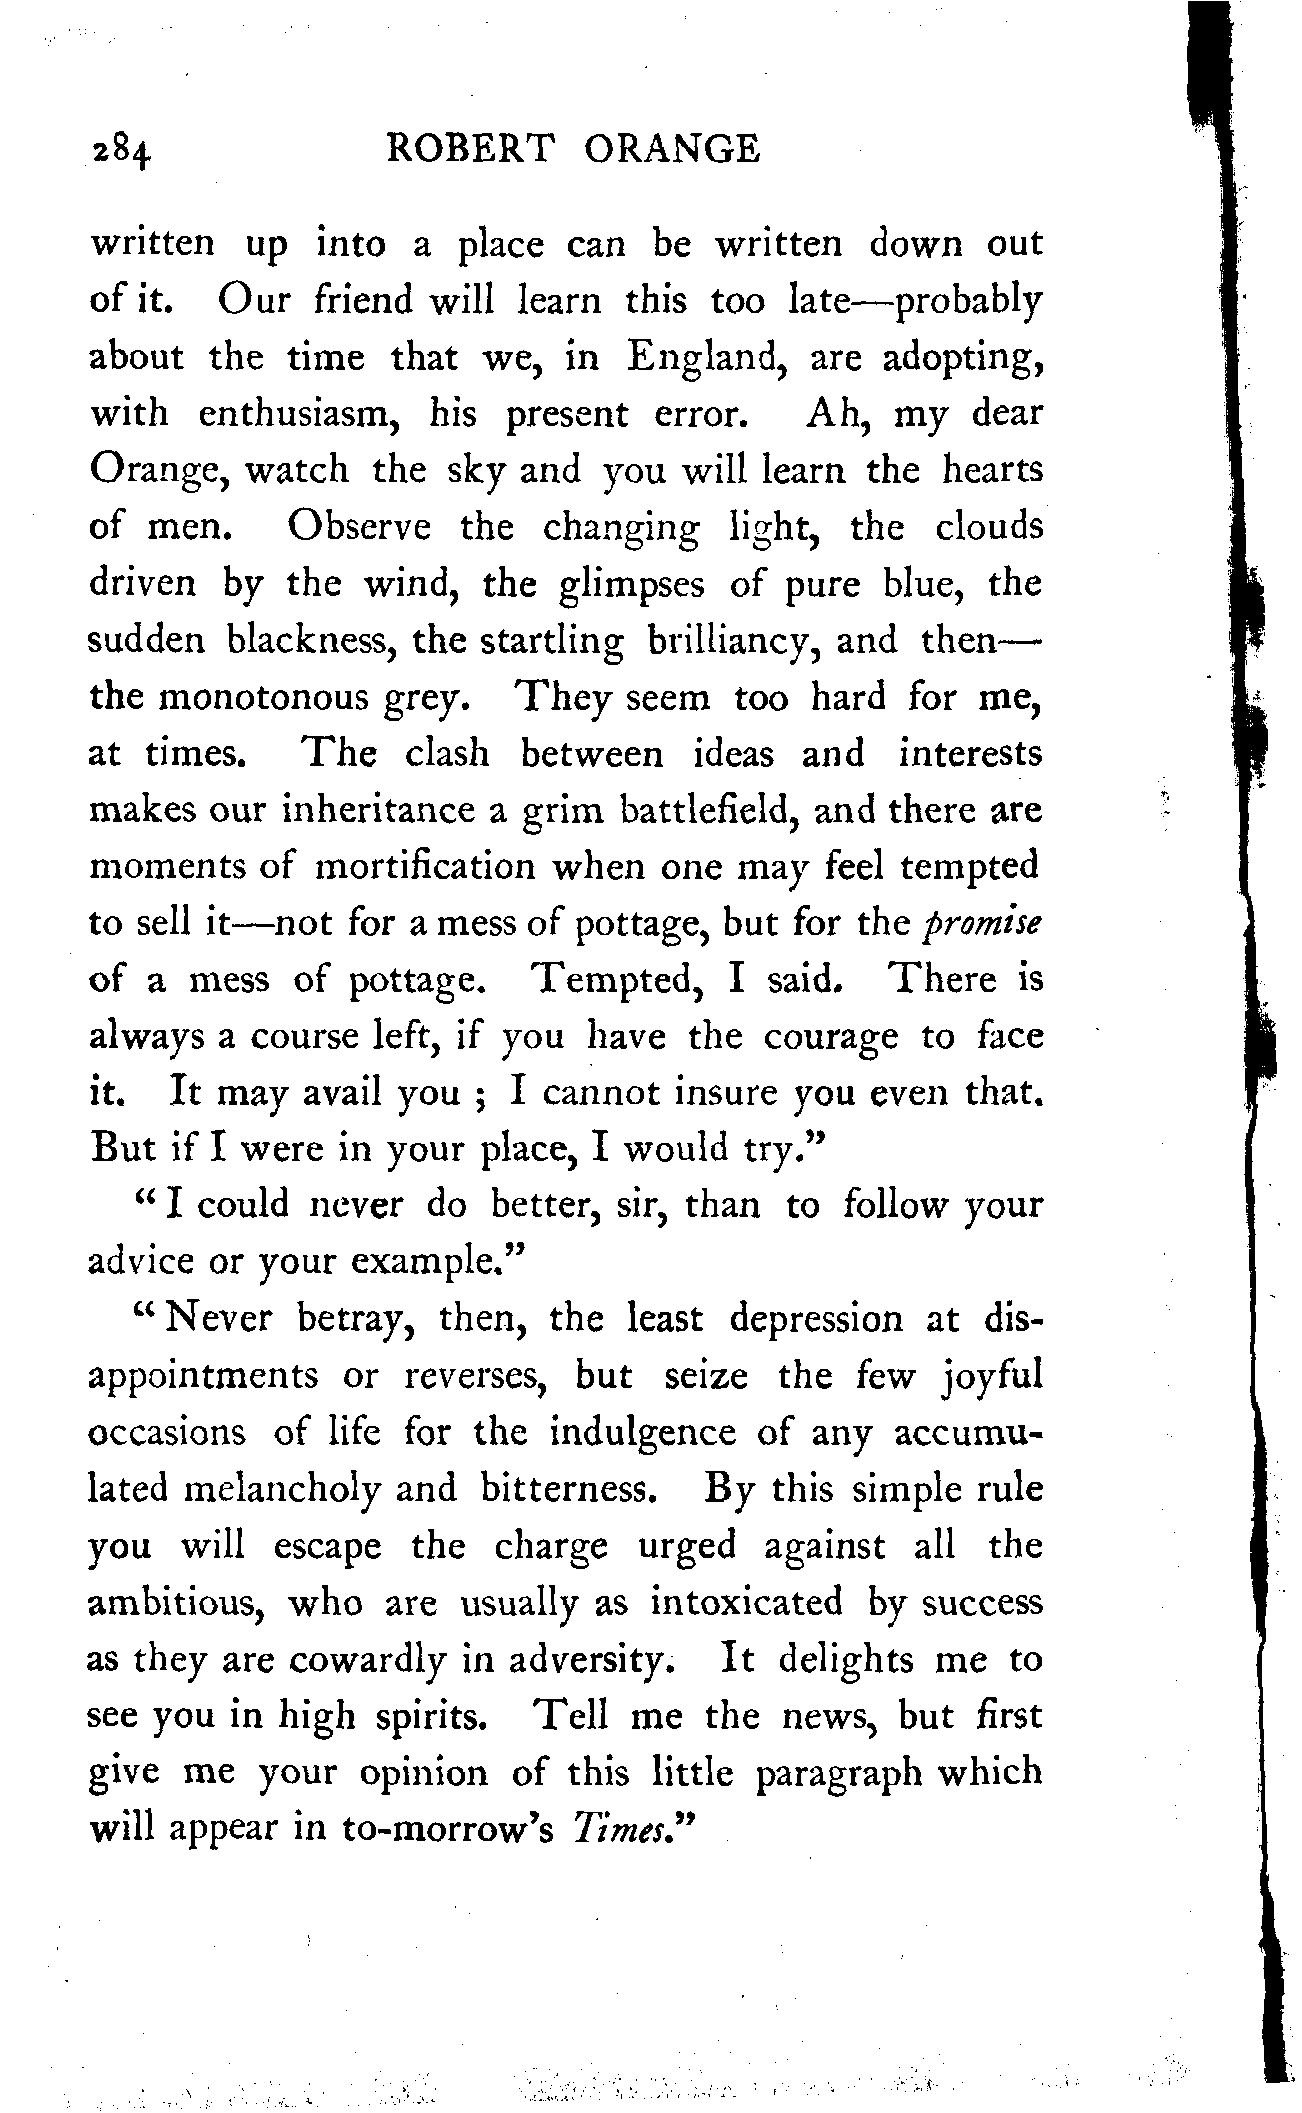 284 ROBERT ORANGE
written up into a place can be written down out
of it. Our friend will learn this too late—probably
about the time that we, in England, are adopting,
with enthusiasm, his present error. Ah, my dear
Orange, watch the sky and you will learn the hearts
of men. Observe the changing light, the clouds
driven by the wind, the glimpses of pure blue, the
sudden blackness, the startling brilliancy, and then—
the monotonous grey. They seem too hard for me,
at times. The clash between ideas and interests
makes our inheritance a grim battlefield, and there are
moments of mortification when one may feel tempted
to sell it—not for a mess of pottage, but for the promise
of a mess of pottage. Tempted, I said. There is
always a course left, if you have the courage to face
it. It may avail you ; I cannot insure you even that.
But if I were in your place, I would try.”
“ I could never do better, sir, than to follow your
advice or your example.”
“ Never betray, then, the least depression at dis-
appointments or reverses, but seize the few joyful
occasions of life for the indulgence of any accumu-
lated melancholy and bitterness. By this simple rule
you will escape the charge urged against all the
ambitious, who are usually as intoxicated by success
as they are cowardly in adversity. It delights me to
see you in high spirits. Tell me the news, but first
give me your opinion of this little paragraph which
will appear in to-morrow’s Times.”